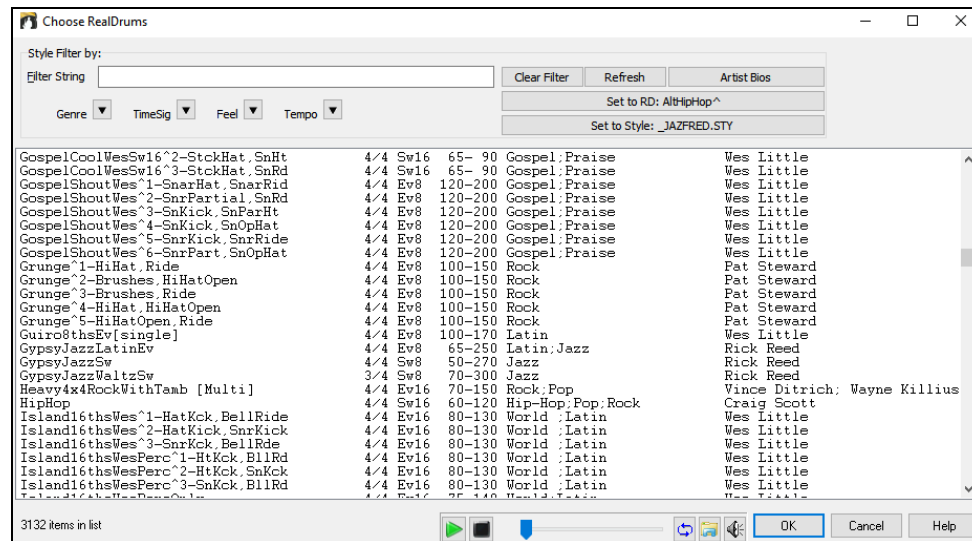 Choose RealDrums
Style Filter by:
Filter String
Clear Filter Refresh Artist Bios
Set to RD: AltHipHop^
Genre TimeSig Feel Tempo
Set to Style: _JAZFRED.STY
GospelCoolWesSw16^2-StckHat,SnHt 4/4 Sw16 65- 90 Gospel;Praise Wes Little
GospelCoolWesSw16^3-StckHat,SnRd 4/4 Sw16 65- 90 Gospel;Praise Wes Little
GospelShoutWes^1-SnarHat,SnarRid 4/4 Ev8 120-200 Gospel;Praise Wes Little
GospelShoutWes^2-SnrPartial,SnRd 4/4 Ev8 120-200 Gospel;Praise Wes Little
GospelShoutWes^3-SnKick,SnParHt 4/4 Ev8 120-200 Gospel;Praise Wes Little
GospelShoutWes^4-SnKick,SnOpHat 4/4 Ev8 120-200 Gospel;Praise Wes Little
GospelShoutWes^5-SnrKick,SnrRide 4/4 Ev8 120-200 Gospel;Praise Wes Little
GospelShoutWes^6-SnrPart,SnOpHat 4/4 Ev8 120-200 Gospel;Praise Wes Little
Grunge^1-HiHat,Ride 4/4 Ev8 100-150 Rock Pat Steward
Grunge^2-Brushes,HiHatOpen 4/4 Ev8 100-150 Rock Pat Steward
Grunge^3-Brushes,Ride 4/4 Ev8 100-150 Rock Pat Steward
Grunge^4-HiHat,HiHatOpen 4/4 Ev8 100-150 Rock Pat Steward
Grunge^5-HiHatOpen,Ride 4/4 Ev8 100-150 Rock Pat Steward
Guiro8thsEv[single] 4/4 Ev8 100-170 Latin Wes Little
GypsyJazzLatinEv 4/4 Ev8 65-250 Latin;Jazz Rick Reed
GypsyJazzSw 4/4 Sw8 50-270 Jazz Rick Reed
GypsyJazzWaltzSw 3/4 Sw8 70-300 Jazz Rick Reed
Heavy4x4RockWithTamb [Multi] 4/4 Ev16 70-150 Rock;Pop Vince Ditrich; Wayne Killius
HipHop 4/4 Sw16 60-120 Hip-Hop;Pop;Rock Craig Scott
Island16thsWes^1-HatKck,BellRide 4/4 Ev16 80-130 World ;Latin Wes Little
Island16thsWes^2-HatKick,SnrKick 4/4 Ev16 80-130 World ;Latin Wes Little
Island16thsWes^3-SnrKck,BellRde 4/4 Ev16 80-130 World ;Latin Wes Little
Island16thsWesPerc^1-HtKck,BllRd 4/4 Ev16 80-130 World ;Latin Wes Little
Island16thsWesPerc^2-HtKck,SnKck 4/4 Ev16 80-130 World ;Latin Wes Little
Island16thsWesPerc^3-SnKck,BllRd 4/4 Ev16 80-130 World ;Latin Wes Little
3132 items in list
OK Cancel Help